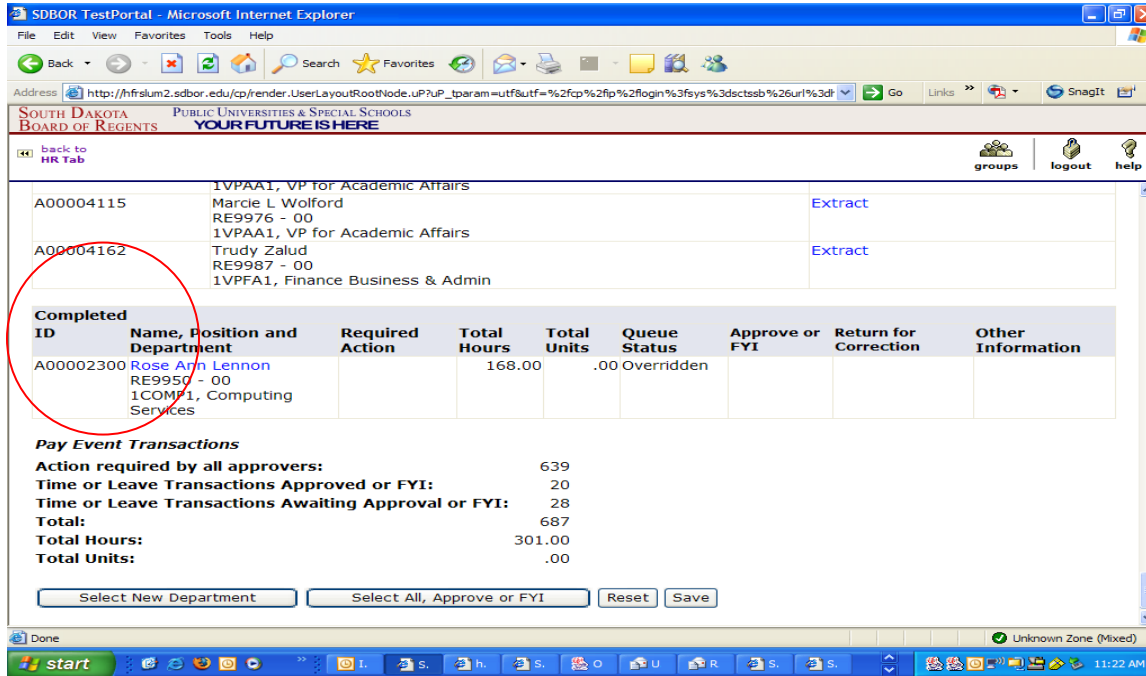 SDBOR TestPortal - Microsoft Internet Explorer
File Edit View Favorites Tools Help
Back Search Favorites
Address http://hfrslum2.sdbor.edu/cp/render.UserLayoutRootNode.uP?uP_tparam=utf&utf=%2fcp%2fip%2flogin%3fsys%3dsctssb%26url%3dh Go Links » SnagIt
SOUTH DAKOTA PUBLIC UNIVERSITIES & SPECIAL SCHOOLS
BOARD OF REGENTS YOUR FUTURE IS HERE
back to
HR Tab
groups logout help
1VPAA1, VP for Academic Affairs
A00004115 Marcie L Wolford Extract
RE9976 - 00
1VPAA1, VP for Academic Affairs
A00004162 Trudy Zalud Extract
RE9987 - 00
1VPFA1, Finance Business & Admin
Completed
ID Name, Position and Required Total Total Queue Approve or Return for Other
Department Action Hours Units Status FYI Correction Information
A00002300 Rose Ann Lennon 168.00 .00 Overridden
RE9950 - 00
1COMP1, Computing
Services
Pay Event Transactions
Action required by all approvers: 639
Time or Leave Transactions Approved or FYI: 20
Time or Leave Transactions Awaiting Approval or FYI: 28
Total: 687
Total Hours: 301.00
Total Units: .00
Select New Department Select All, Approve or FYI Reset Save
Done Unknown Zone (Mixed)
start » I. S. h. S. O U R S. S. 11:22 AM